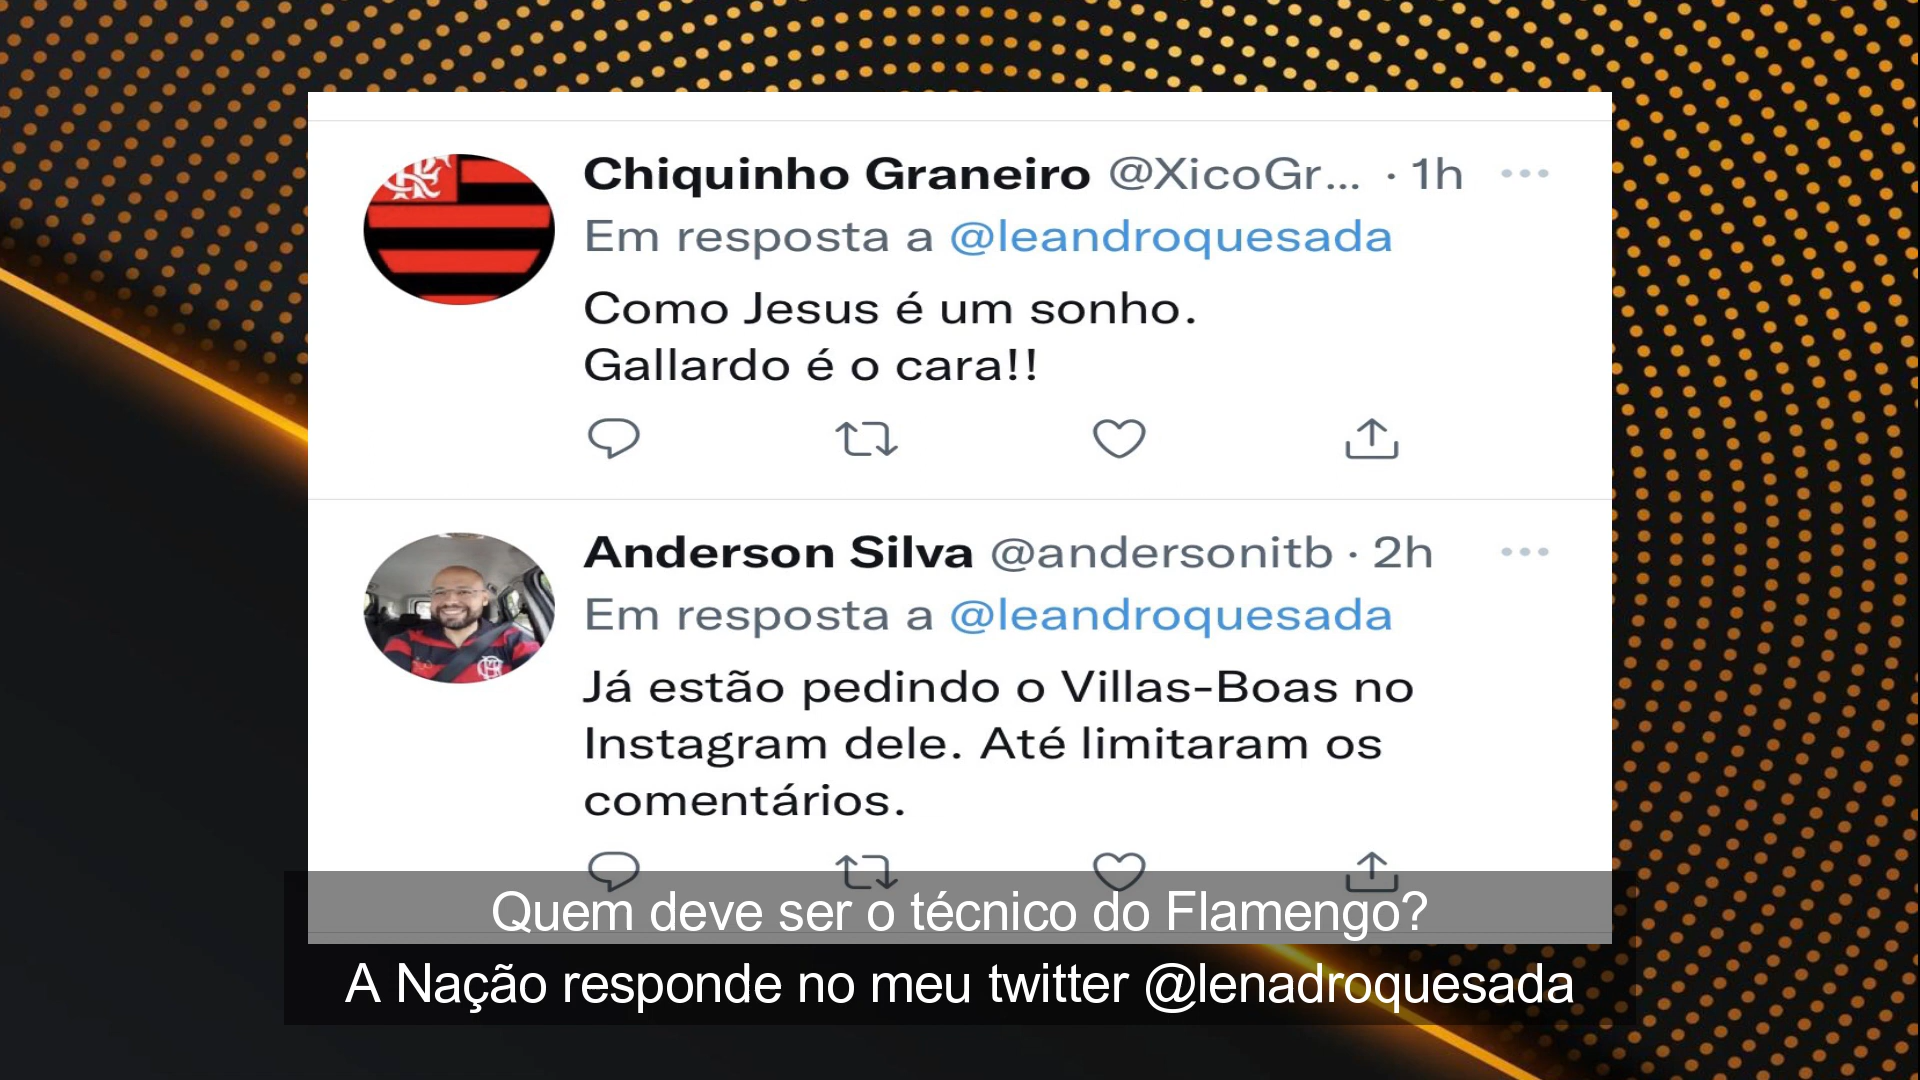 Chiquinho Graneiro @XicoGr... · 1h
Em resposta a @leandroquesada
Como Jesus é um sonho.
Gallardo é o cara!!
Anderson Silva @andersonitb · 2h
Em resposta a @leandroquesada
Já estão pedindo o Villas-Boas no
Instagram dele. Até limitaram os
comentários.
Quem deve ser o técnico do Flamengo?
A Nação responde no meu twitter @lenadroquesada